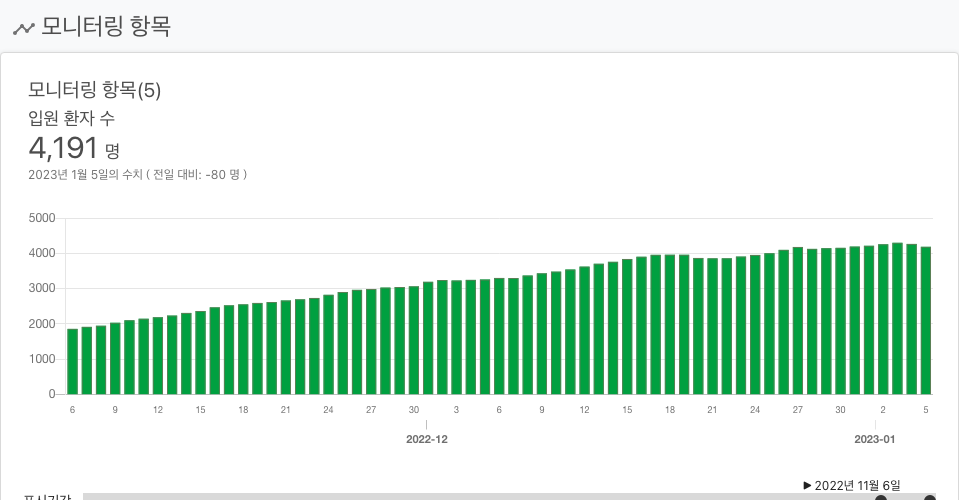 모니터링 항목
모니터링 항목(5)
입원 환자 수
4,191 명
2023년 1월 5일의 수치 ( 전일 대비: -80 명 )
5000
4000
3000
2000
1000
0
6 9 12 15 18 21 24 27 30 3 6 9 12 15 18 21 24 27 30 2 5
2022-12 2023-01
▶ 2022년 11월 6일
표시기간